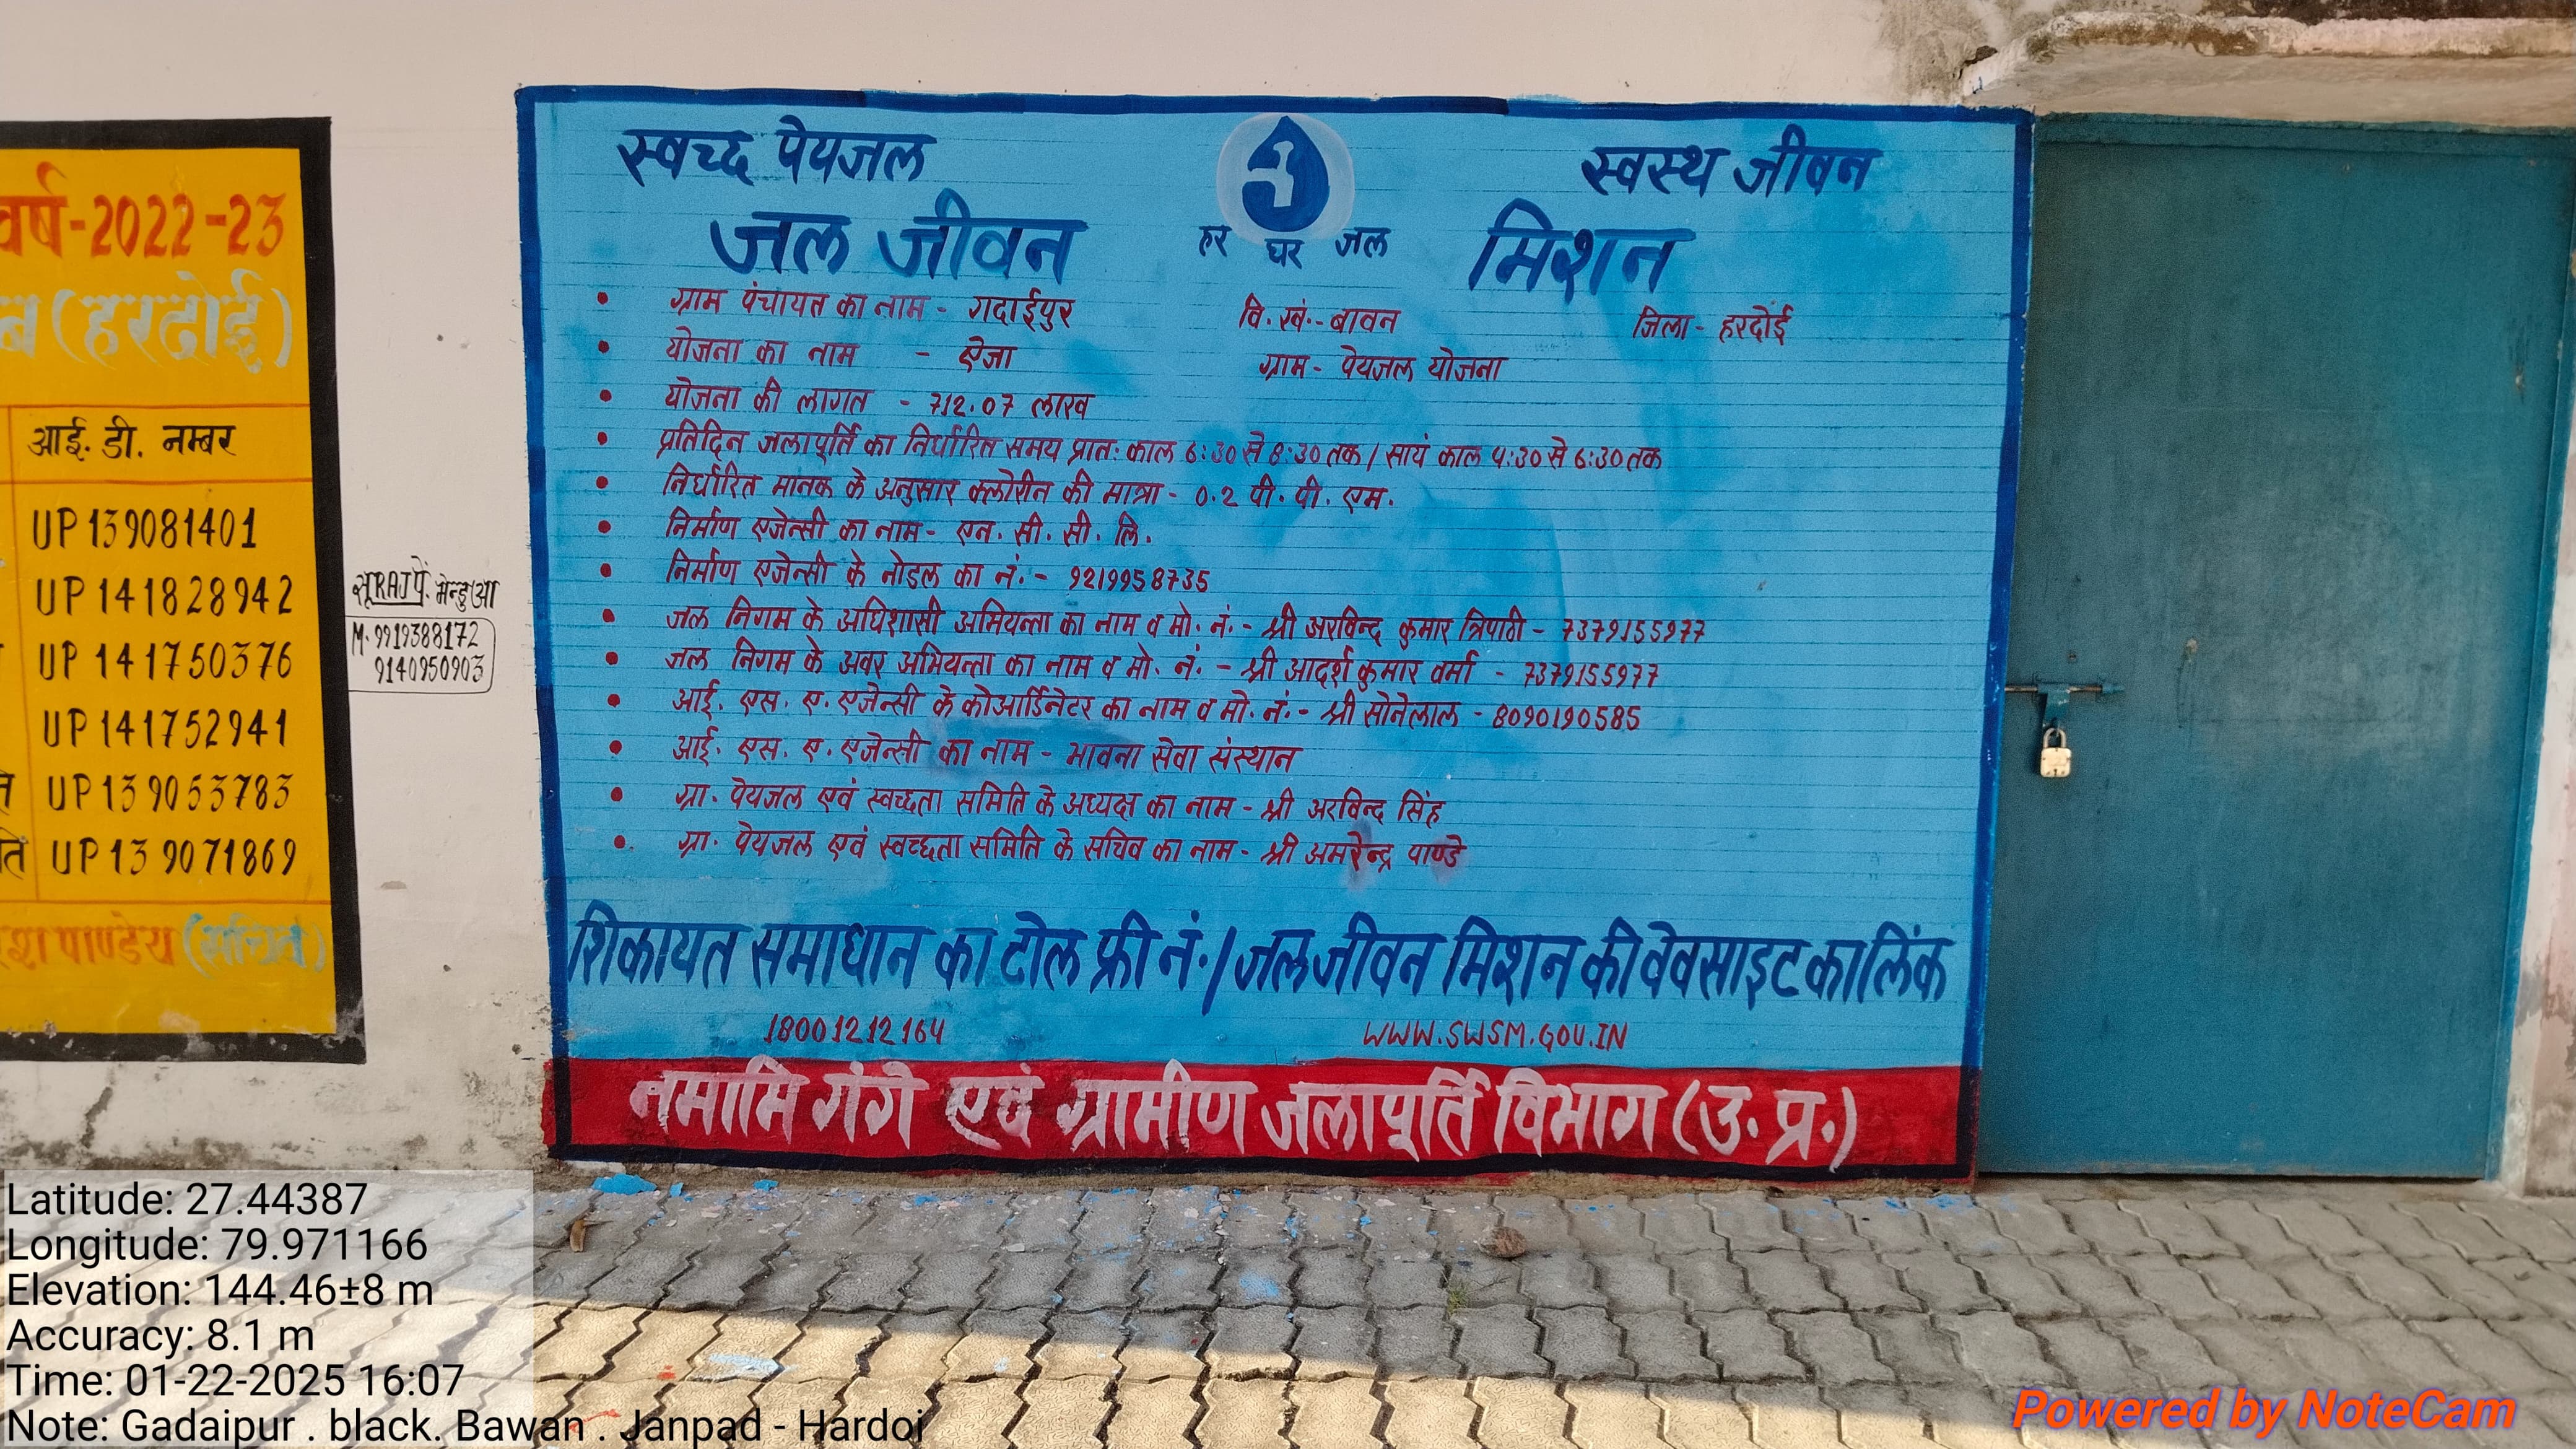 वर्ष-2022-23
(हरदोई)
आई. डी. नम्बर
UP139081401
UP141828942
UP141750376
UP141752941
UP139053783
UP139071869
पाण्डेय (सचिव)
सूRAJ पें. मेन्हुआ
M. 9919388172
9140950903
स्वच्छ पेयजल
स्वस्थ जीवन
जल जीवन मिशन
हर घर जल
• ग्राम पंचायत का नाम - गदाईपुर वि. खं.- बावन जिला - हरदोई
• योजना का नाम - ऐजा ग्राम - पेयजल योजना
• योजना की लागत - 712.07 लाख
• प्रतिदिन जलापूर्ति का निर्धारित समय प्रातः काल 6:30 से 8:30 तक / सायं काल 4:30 से 6:30 तक
• निर्धारित मानक के अनुसार क्लोरीन की मात्रा - 0.2 पी. पी. एम.
• निर्माण एजेन्सी का नाम - एन. सी. सी. लि.
• निर्माण एजेन्सी के नोडल का नं. - 9219958735
• जल निगम के अधिशासी अभियन्ता का नाम व मो. नं. - श्री अरविन्द कुमार त्रिपाठी - 7379155977
• जल निगम के अवर अभियन्ता का नाम व मो. नं. - श्री आदर्श कुमार वर्मा - 7379155977
• आई. एस. ए. एजेन्सी के कोआर्डिनेटर का नाम व मो. नं. - श्री सोनेलाल - 8090190585
• आई. एस. ए. एजेन्सी का नाम - भावना सेवा संस्थान
• ग्रा. पेयजल एवं स्वच्छता समिति के अध्यक्ष का नाम - श्री अरविन्द सिंह
• ग्रा. पेयजल एवं स्वच्छता समिति के सचिव का नाम - श्री अमरेन्द्र पाण्डे
शिकायत समाधान का टोल फ्री नं. / जल जीवन मिशन की वेवसाइट का लिंक
18001212164 WWW.SWSM.GOV.IN
नमामि गंगे एवं ग्रामीण जलापूर्ति विभाग (उ. प्र.)
Latitude: 27.44387
Longitude: 79.971166
Elevation: 144.46±8 m
Accuracy: 8.1 m
Time: 01-22-2025 16:07
Note: Gadaipur . black. Bawan . Janpad - Hardoi
Powered by NoteCam